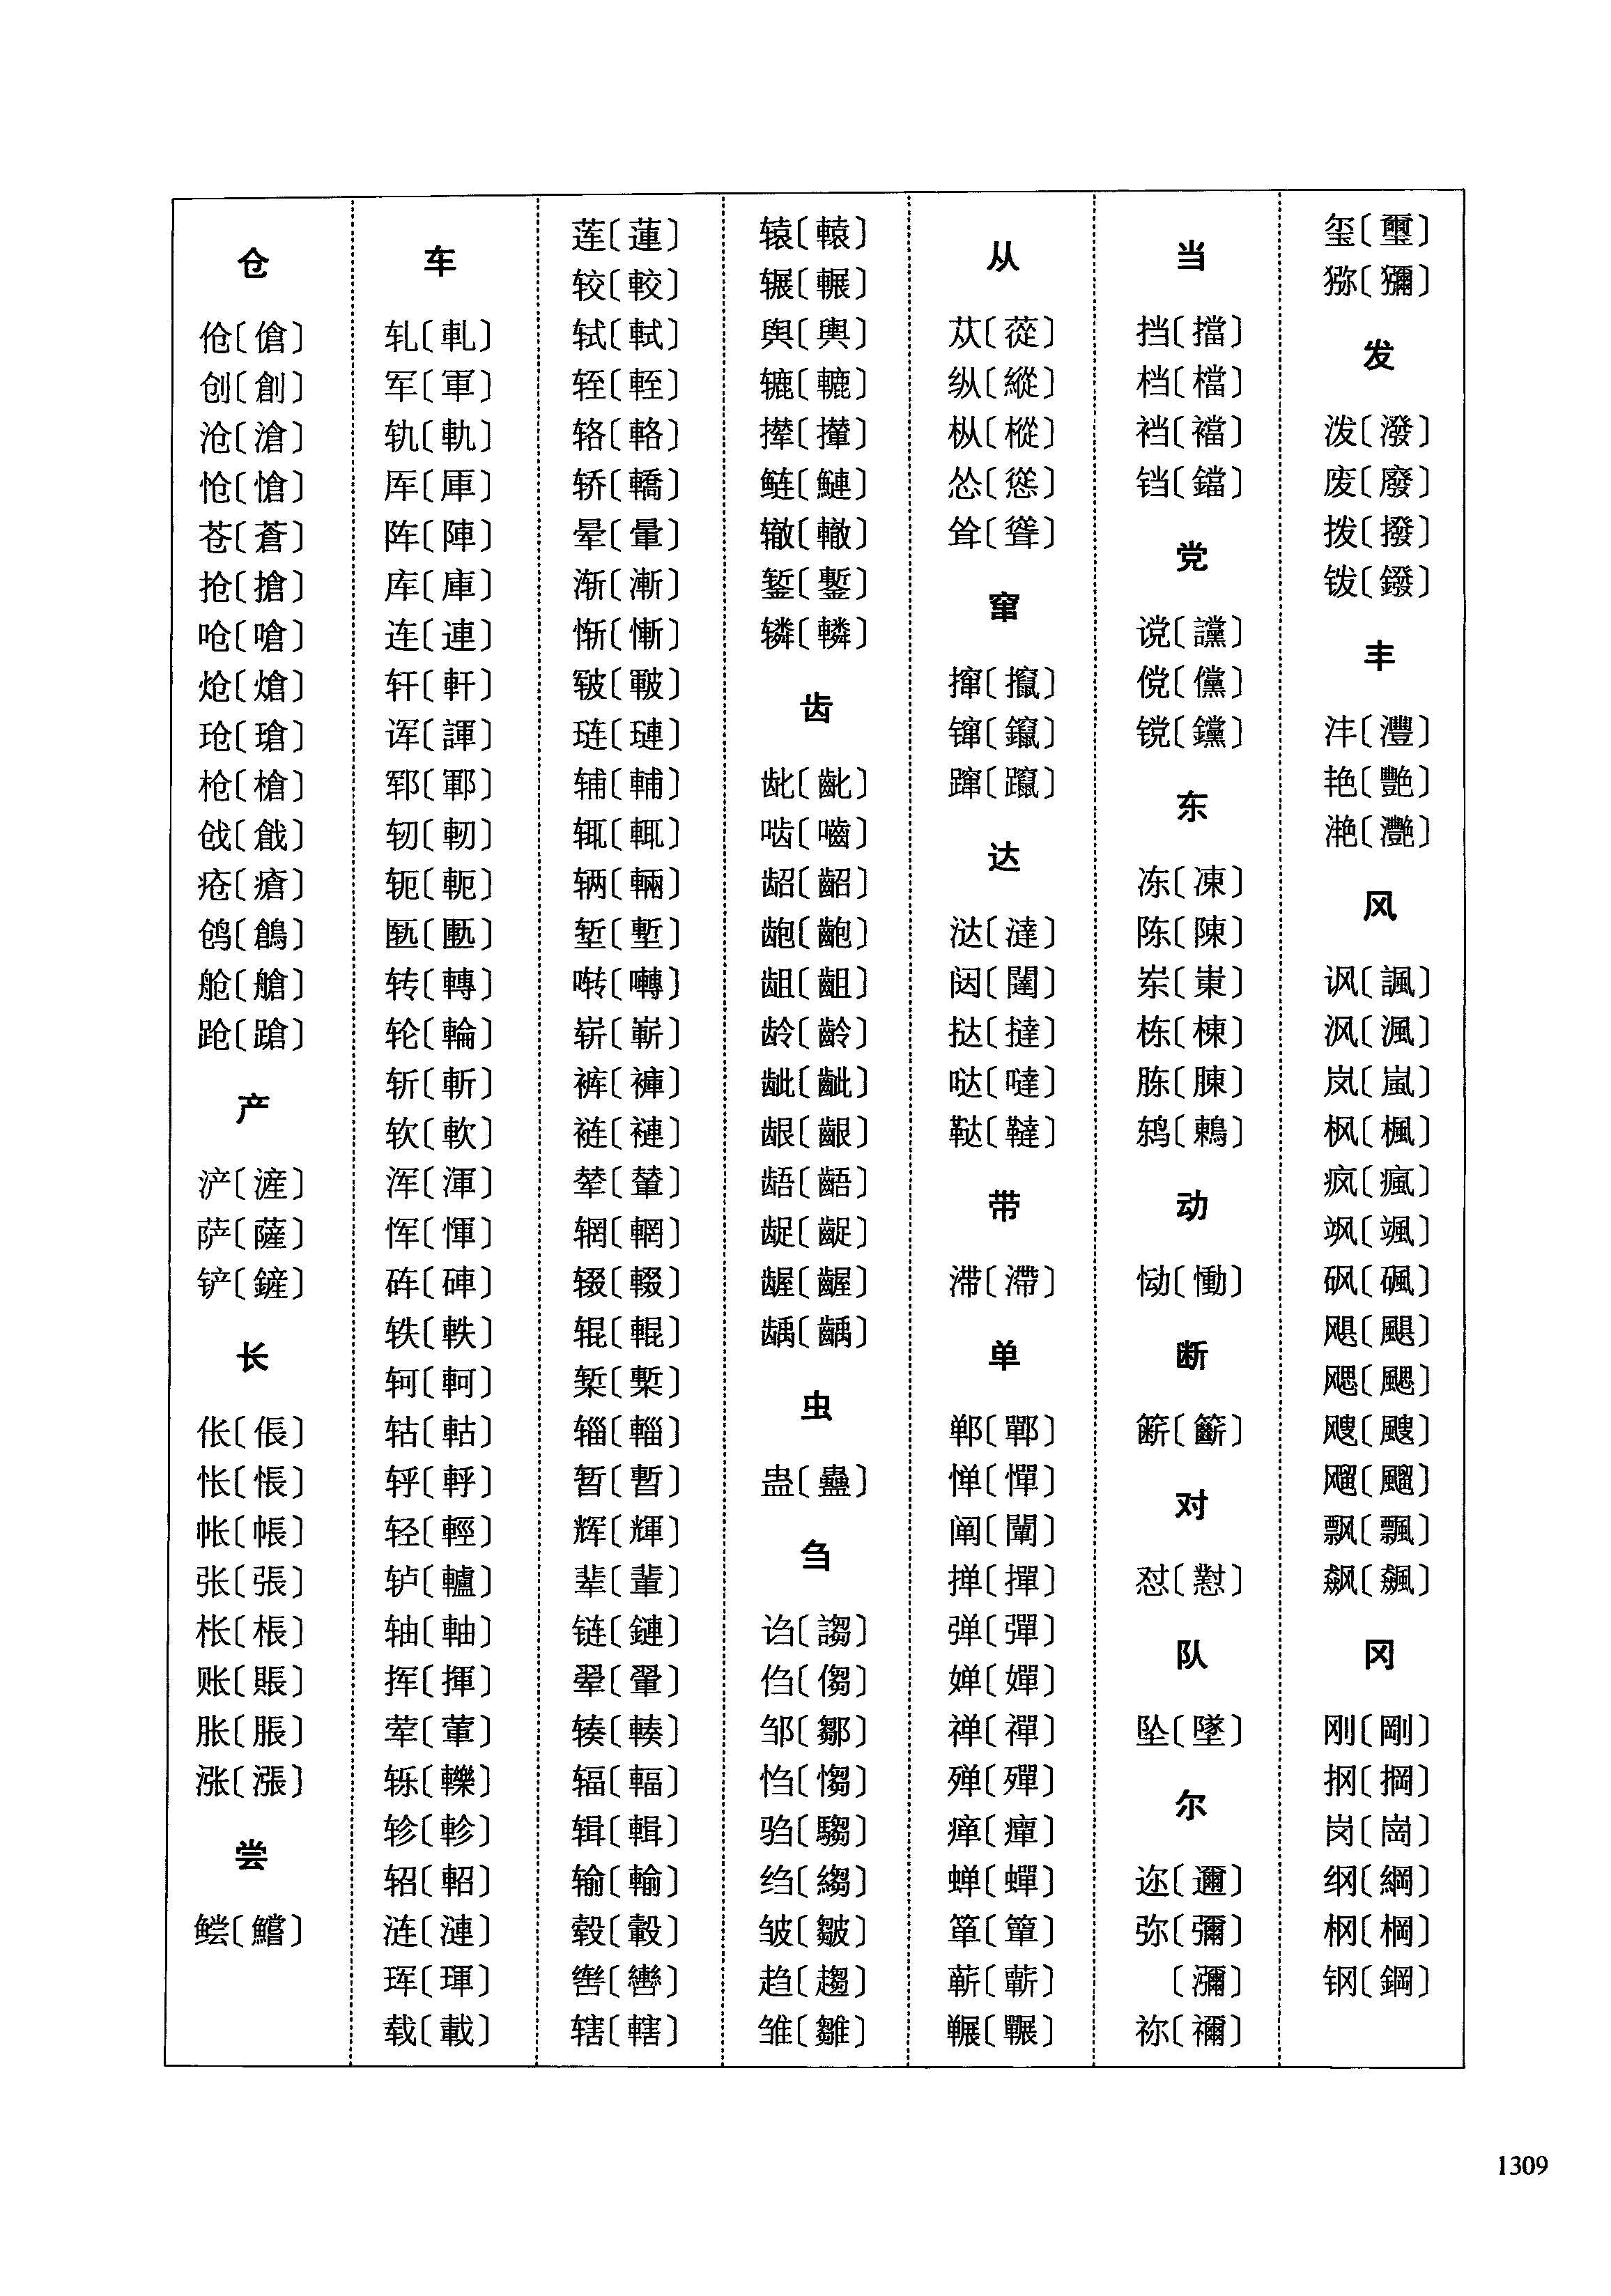 仓
伧〔傖〕
创〔創〕
沧〔滄〕
怆〔愴〕
苍〔蒼〕
抢〔搶〕
呛〔嗆〕
炝〔熗〕
玱〔瑲〕
枪〔槍〕
戗〔戧〕
疮〔瘡〕
鸧〔鶬〕
舱〔艙〕
跄〔蹌〕
产
浐〔滻〕
萨〔薩〕
铲〔鏟〕
长
伥〔倀〕
怅〔悵〕
帐〔帳〕
张〔張〕
枨〔棖〕
账〔賬〕
胀〔脹〕
涨〔漲〕
尝
鲿〔鱨〕
车
轧〔軋〕
军〔軍〕
轨〔軌〕
厍〔厙〕
阵〔陣〕
库〔庫〕
连〔連〕
轩〔軒〕
诨〔諢〕
郓〔鄆〕
轫〔軔〕
轭〔軛〕
匦〔匭〕
转〔轉〕
轮〔輪〕
斩〔斬〕
软〔軟〕
浑〔渾〕
恽〔惲〕
砗〔硨〕
轶〔軼〕
轲〔軻〕
轱〔軲〕
轷〔軤〕
轻〔輕〕
轳〔轤〕
轴〔軸〕
挥〔揮〕
荤〔葷〕
轹〔轢〕
轸〔軫〕
轺〔軺〕
涟〔漣〕
珲〔琿〕
载〔載〕
莲〔蓮〕
较〔較〕
轼〔軾〕
轾〔輊〕
辂〔輅〕
轿〔轎〕
晕〔暈〕
渐〔漸〕
惭〔慚〕
皲〔皸〕
琏〔璉〕
辅〔輔〕
辄〔輒〕
辆〔輛〕
堑〔塹〕
啭〔囀〕
崭〔嶄〕
裤〔褲〕
裢〔褳〕
辇〔輦〕
辋〔輞〕
辍〔輟〕
辊〔輥〕
椠〔槧〕
辎〔輜〕
暂〔暫〕
辉〔輝〕
辈〔輩〕
链〔鏈〕
翚〔翬〕
辏〔輳〕
辐〔輻〕
辑〔輯〕
输〔輸〕
毂〔轂〕
辔〔轡〕
辖〔轄〕
辕〔轅〕
辗〔輾〕
舆〔輿〕
辘〔轆〕
撵〔攆〕
鲢〔鰱〕
辙〔轍〕
錾〔鏨〕
辚〔轔〕
齿
龀〔齔〕
啮〔嚙〕
龆〔齠〕
龅〔齙〕
龃〔齟〕
龄〔齡〕
龇〔齜〕
龈〔齦〕
龉〔齬〕
龊〔齪〕
龌〔齷〕
龋〔齲〕
虫
蛊〔蠱〕
刍
诌〔謅〕
㑇〔㑳〕
邹〔鄒〕
㤘〔㥮〕
驺〔騶〕
绉〔縐〕
皱〔皺〕
趋〔趨〕
雏〔雛〕
从
苁〔蓯〕
纵〔縱〕
枞〔樅〕
怂〔慫〕
耸〔聳〕
窜
撺〔攛〕
镩〔鑹〕
蹿〔躥〕
达
㳠〔澾〕
闼〔闥〕
挞〔撻〕
哒〔噠〕
鞑〔韃〕
带
滞〔滯〕
单
郸〔鄲〕
惮〔憚〕
阐〔闡〕
掸〔撣〕
弹〔彈〕
婵〔嬋〕
禅〔禪〕
殚〔殫〕
瘅〔癉〕
蝉〔蟬〕
箪〔簞〕
蕲〔蘄〕
冁〔囅〕
当
挡〔擋〕
档〔檔〕
裆〔襠〕
铛〔鐺〕
党
谠〔讜〕
傥〔儻〕
镋〔钂〕
东
冻〔凍〕
陈〔陳〕
岽〔崬〕
栋〔棟〕
胨〔腖〕
鸫〔鶇〕
动
恸〔慟〕
断
簖〔籪〕
对
怼〔懟〕
队
坠〔墜〕
尔
迩〔邇〕
弥〔彌〕
〔瀰〕
祢〔禰〕
玺〔璽〕
猕〔獼〕
发
泼〔潑〕
废〔廢〕
拨〔撥〕
䥽〔鏺〕
丰
沣〔灃〕
艳〔艷〕
滟〔灧〕
风
讽〔諷〕
沨〔渢〕
岚〔嵐〕
枫〔楓〕
疯〔瘋〕
飒〔颯〕
砜〔碸〕
飓〔颶〕
飔〔颸〕
飕〔颼〕
飗〔飀〕
飘〔飄〕
飙〔飆〕
冈
刚〔剛〕
㧏〔掆〕
岗〔崗〕
纲〔綱〕
㭎〔棡〕
钢〔鋼〕
1309